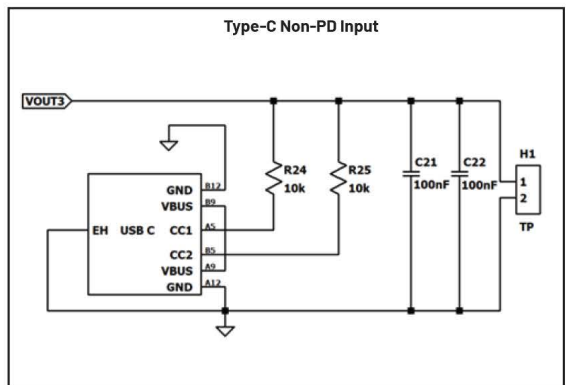 Type-C Non-PD Input
VOUT3
R24
10k
R25
10k
C21
100nF
C22
100nF
H1
1
2
TP
EH
USB C
GND
B12
VBUS
B9
CC1
A5
CC2
B5
VBUS
A9
GND
A12